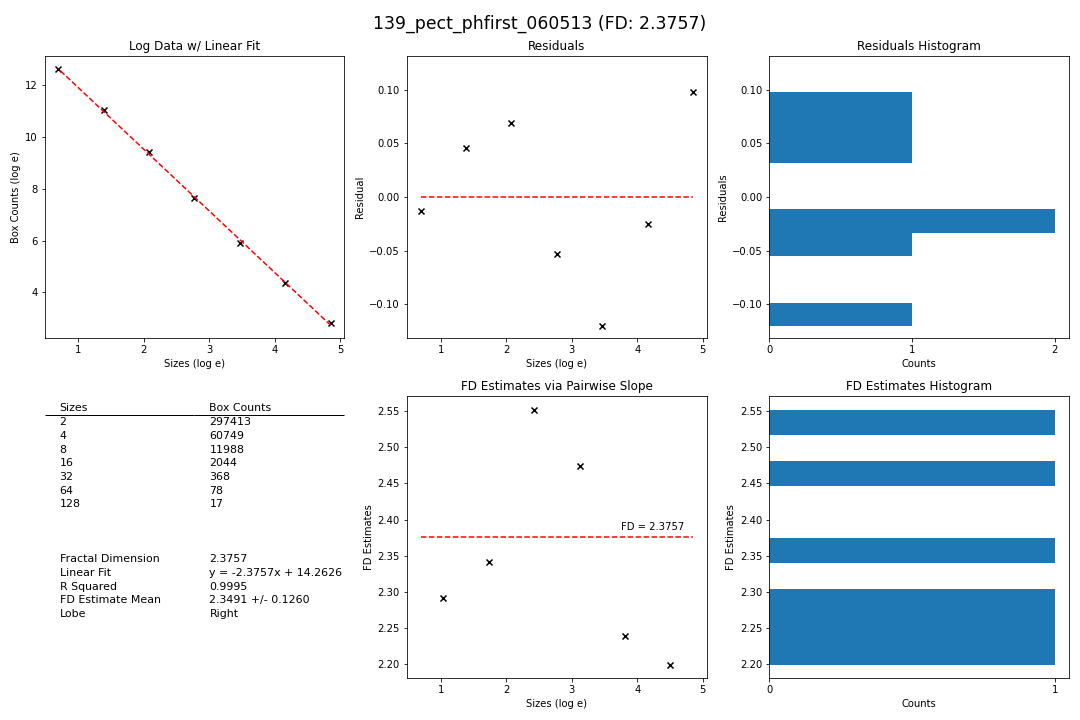 139_pect_phfirst_060513 (FD: 2.3757)
Log Data w/ Linear Fit
Box Counts (log e)
12
10
8
6
4
1 2 3 4 5
Sizes (log e)
Residuals
Residual
0.10
0.05
0.00
−0.05
−0.10
1 2 3 4 5
Sizes (log e)
Residuals Histogram
Residuals
0.10
0.05
0.00
−0.05
−0.10
0 1 2
Counts
Sizes Box Counts
2 297413
4 60749
8 11988
16 2044
32 368
64 78
128 17
Fractal Dimension 2.3757
Linear Fit y = -2.3757x + 14.2626
R Squared 0.9995
FD Estimate Mean 2.3491 +/- 0.1260
Lobe Right
FD Estimates via Pairwise Slope
FD Estimates
2.55
2.50
2.45
2.40
2.35
2.30
2.25
2.20
FD = 2.3757
1 2 3 4 5
Sizes (log e)
FD Estimates Histogram
FD Estimates
2.55
2.50
2.45
2.40
2.35
2.30
2.25
2.20
0 1
Counts